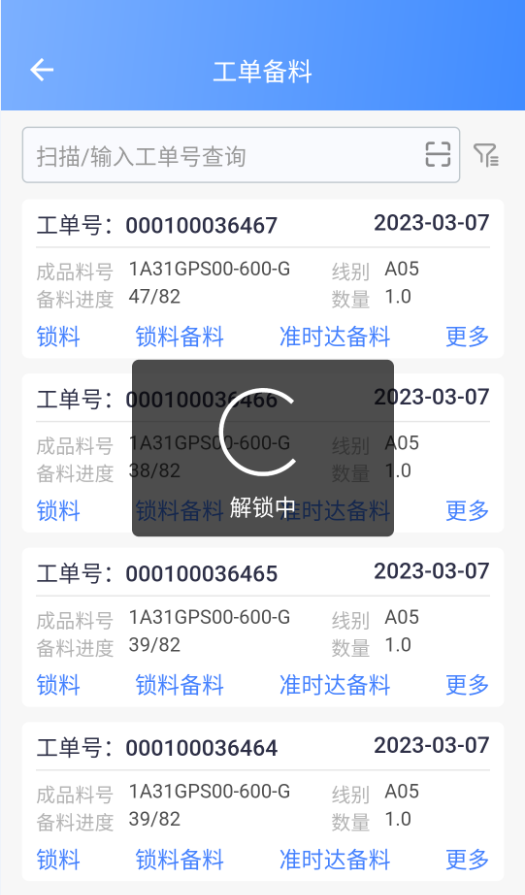 工单备料
扫描/输入工单号查询
工单号：000100036467 2023-03-07
成品料号 1A31GPS00-600-G 线别 A05
备料进度 47/82 数量 1.0
锁料 锁料备料 准时达备料 更多
工单号：000100036466 2023-03-07
成品料号 1A31GPS00-600-G 线别 A05
备料进度 38/82 数量 1.0
锁料 锁料备料 准时达备料 更多
解锁中
工单号：000100036465 2023-03-07
成品料号 1A31GPS00-600-G 线别 A05
备料进度 39/82 数量 1.0
锁料 锁料备料 准时达备料 更多
工单号：000100036464 2023-03-07
成品料号 1A31GPS00-600-G 线别 A05
备料进度 39/82 数量 1.0
锁料 锁料备料 准时达备料 更多